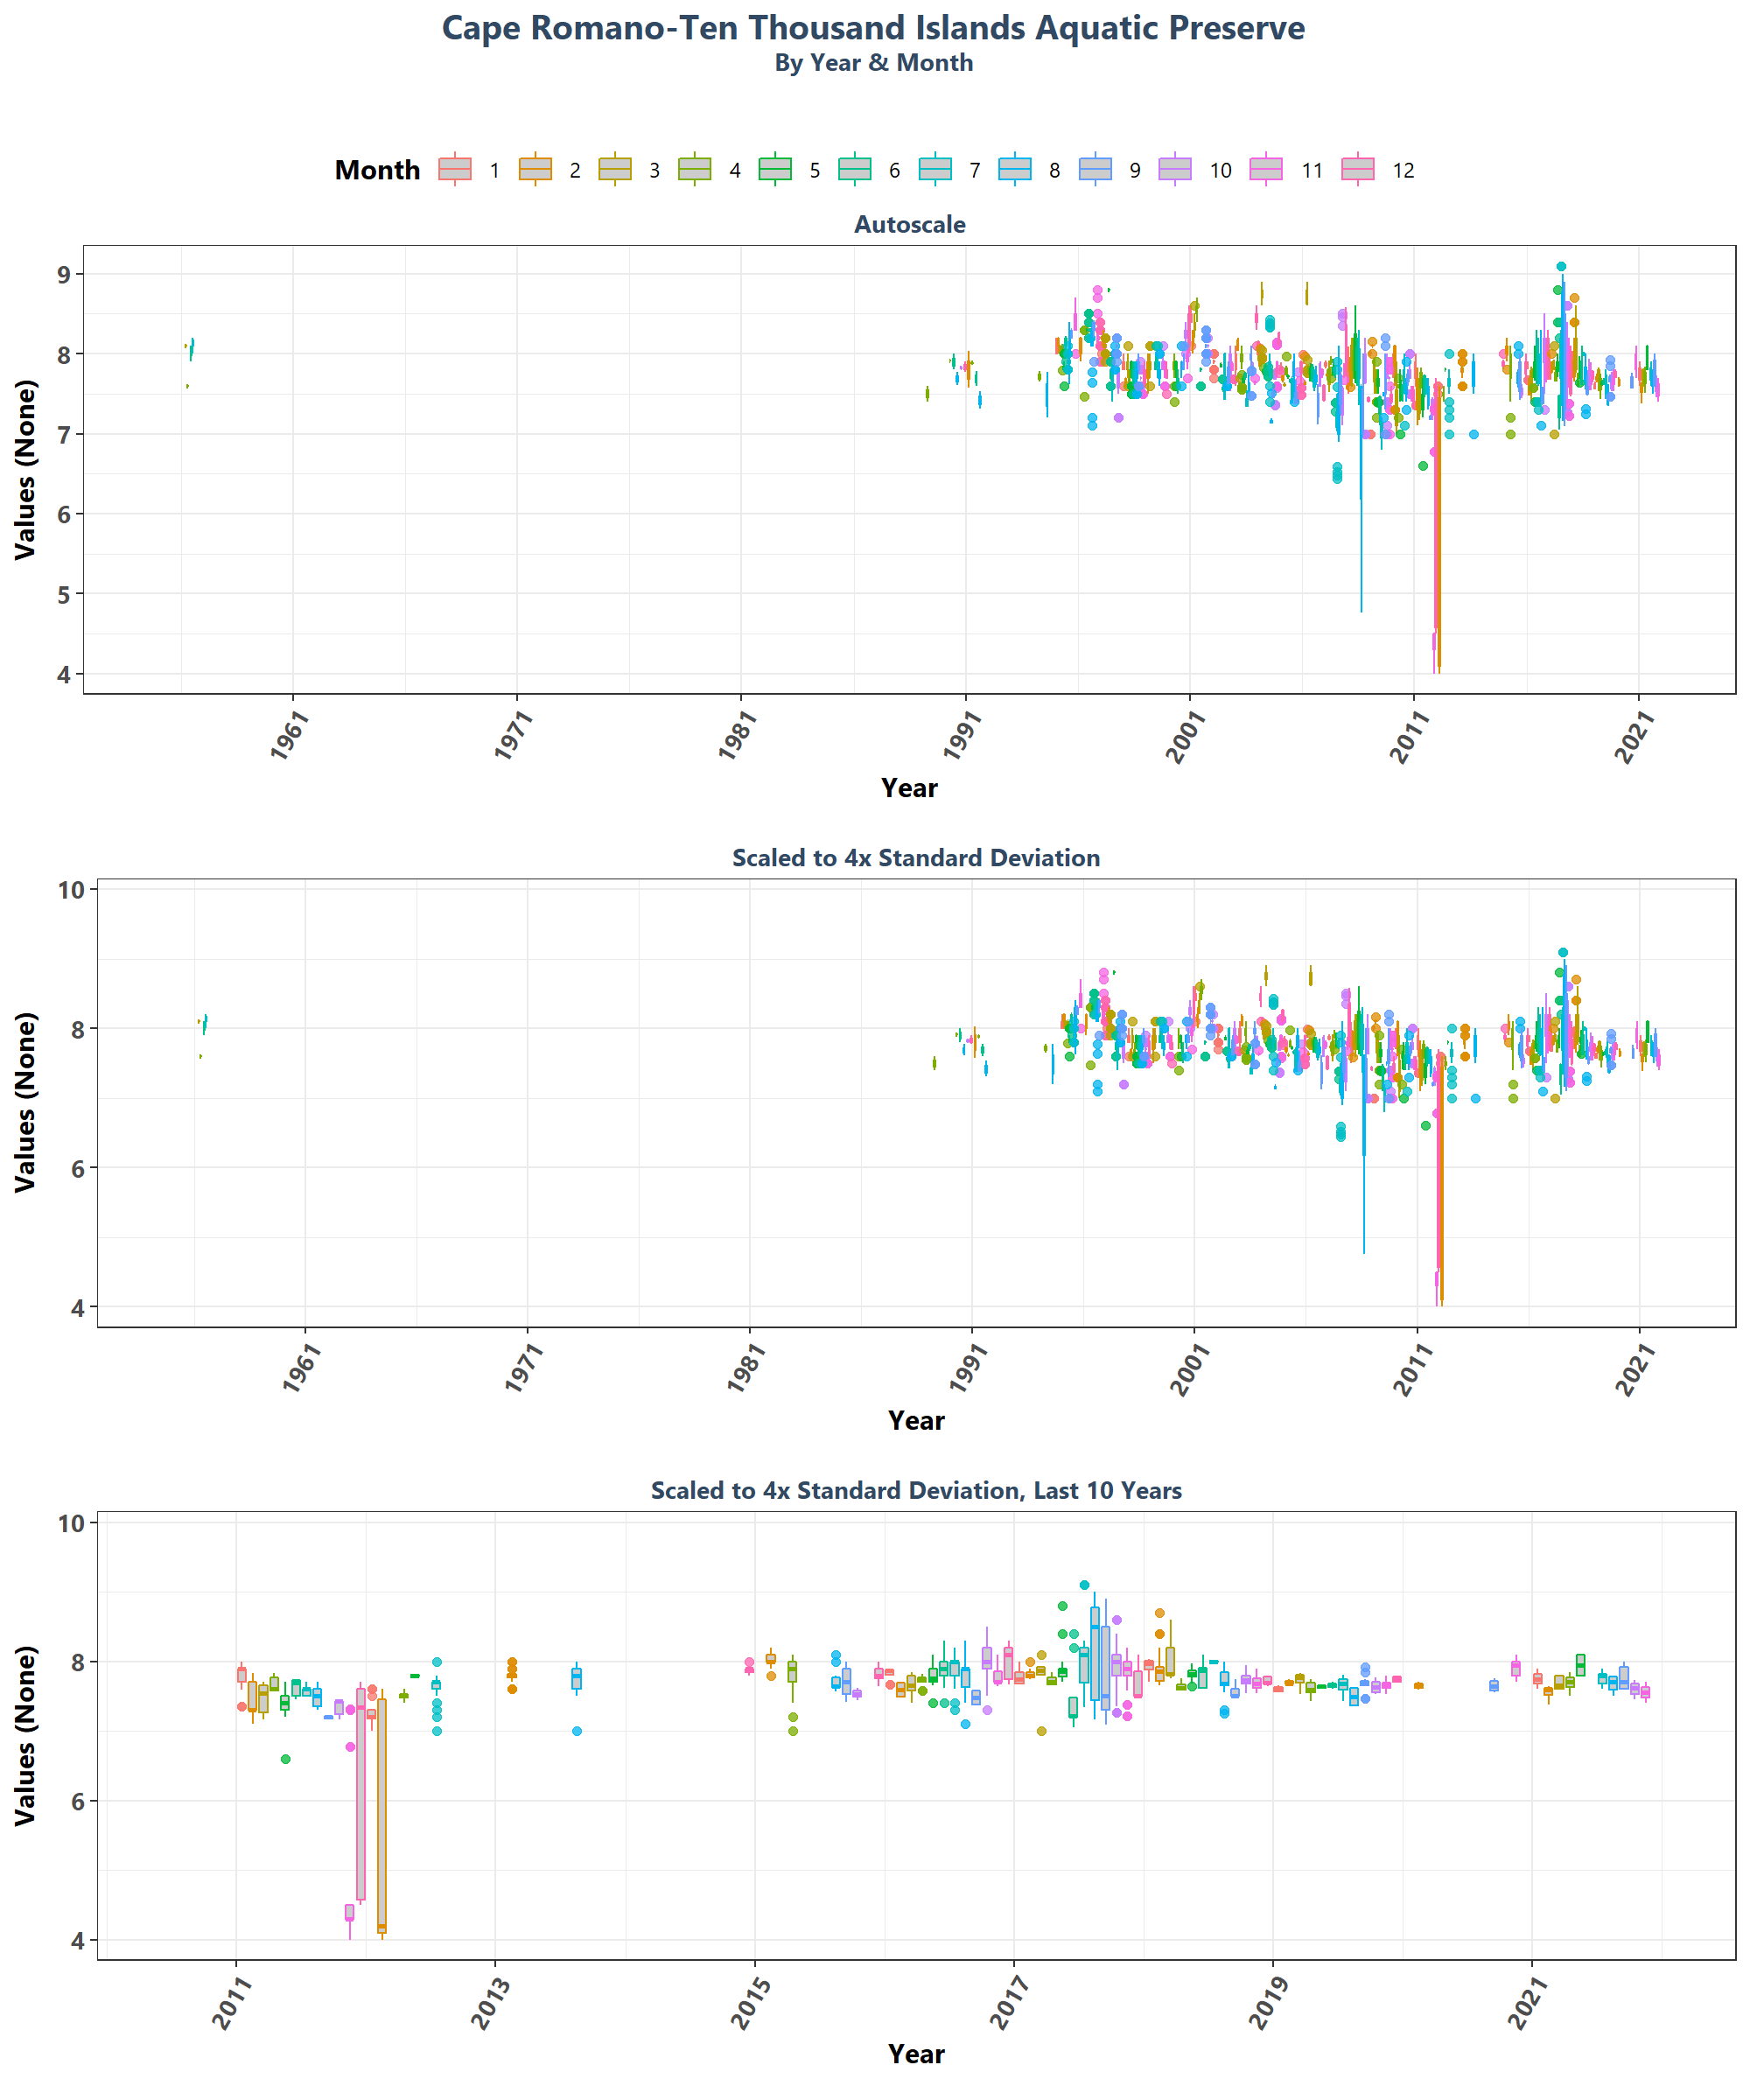 Cape Romano-Ten Thousand Islands Aquatic Preserve
By Year & Month
Month 1 2 3 4 5 6 7 8 9 10 11 12
Autoscale
Values (None)
9
8
7
6
5
4
1961 1971 1981 1991 2001 2011 2021
Year
Scaled to 4x Standard Deviation
Values (None)
10
8
6
4
1961 1971 1981 1991 2001 2011 2021
Year
Scaled to 4x Standard Deviation, Last 10 Years
Values (None)
10
8
6
4
2011 2013 2015 2017 2019 2021
Year